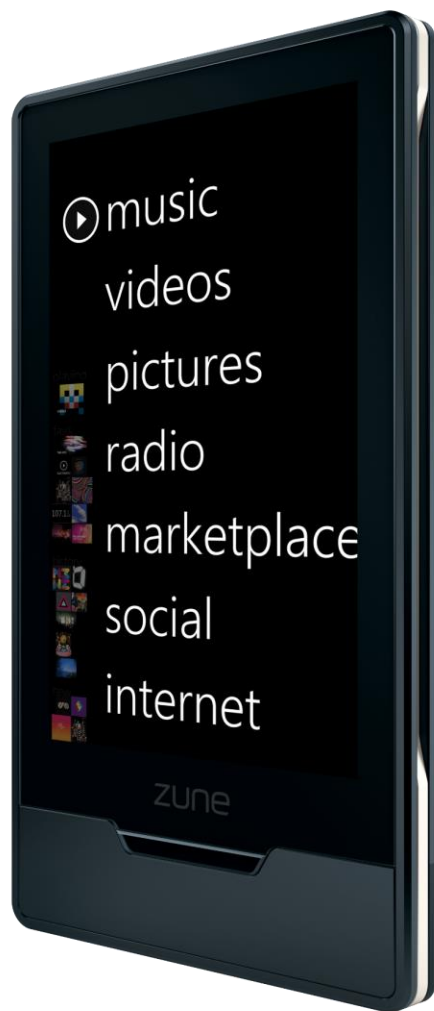 music
videos
pictures
radio
marketplace
social
internet
zune